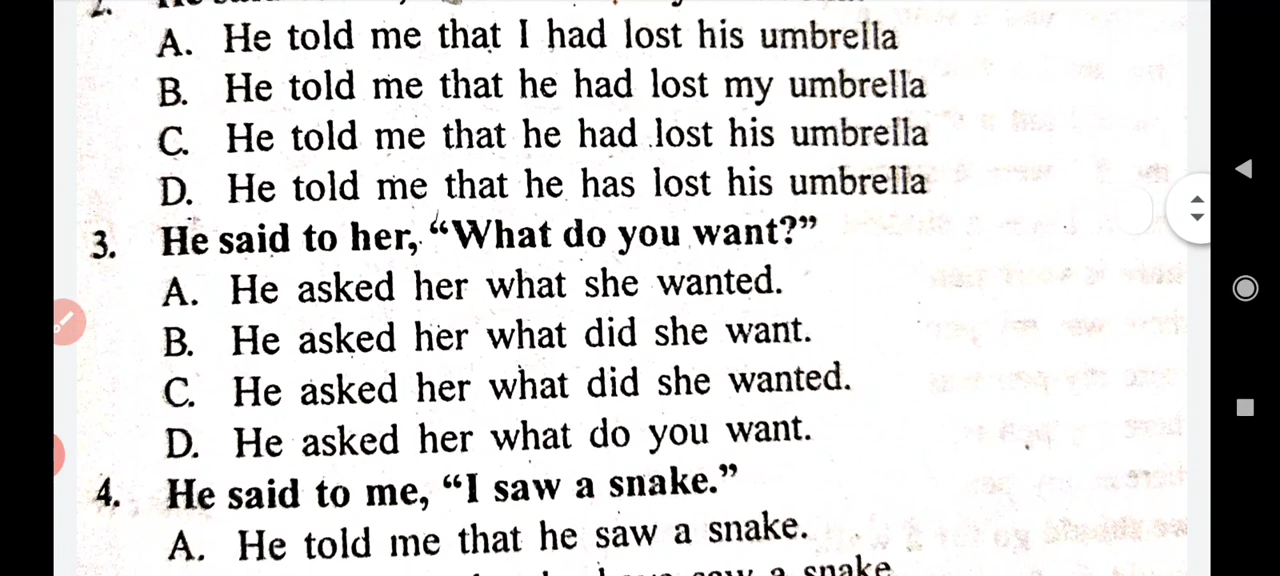 2.
A. He told me that I had lost his umbrella
B. He told me that he had lost my umbrella
C. He told me that he had lost his umbrella
D. He told me that he has lost his umbrella
3. He said to her, “What do you want?”
A. He asked her what she wanted.
B. He asked her what did she want.
C. He asked her what did she wanted.
D. He asked her what do you want.
4. He said to me, “I saw a snake.”
A. He told me that he saw a snake.
saw a snake